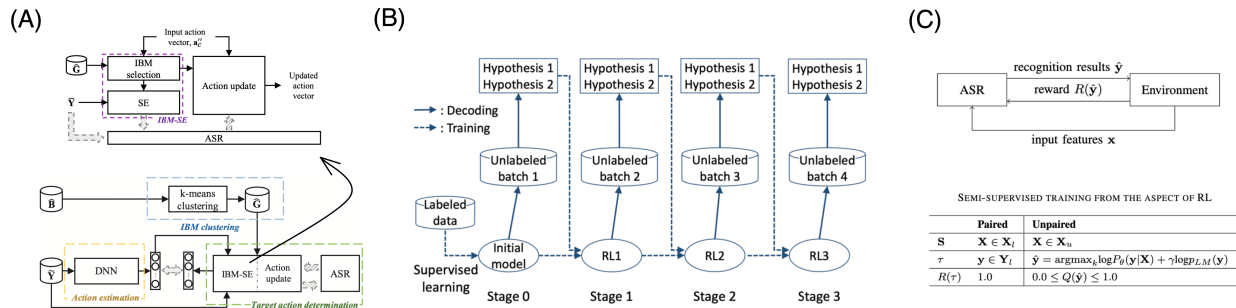 (A)
Input action
vector, a''_c
Ĝ
IBM
selection
Action update
Updated
action
vector
Ỹ
SE
IBM-SE
ASR
B̂
k-means
clustering
Ĝ
IBM clustering
Ỹ
DNN
IBM-SE
Action
update
ASR
Action estimation
Target action determination
(B)
Hypothesis 1
Hypothesis 2
Hypothesis 1
Hypothesis 2
Hypothesis 1
Hypothesis 2
Hypothesis 1
Hypothesis 2
: Decoding
: Training
Unlabeled
batch 1
Unlabeled
batch 2
Unlabeled
batch 3
Unlabeled
batch 4
Labeled
data
Initial
model
RL1
RL2
RL3
Supervised
learning
Stage 0
Stage 1
Stage 2
Stage 3
(C)
recognition results ŷ
ASR
reward R(ŷ)
Environment
input features x
SEMI-SUPERVISED TRAINING FROM THE ASPECT OF RL
Paired Unpaired
S X ∈ X_l X ∈ X_u
τ y ∈ Y_l ŷ = argmax_k logP_θ(y|X) + γlogp_LM(y)
R(τ) 1.0 0.0 ≤ Q(ŷ) ≤ 1.0